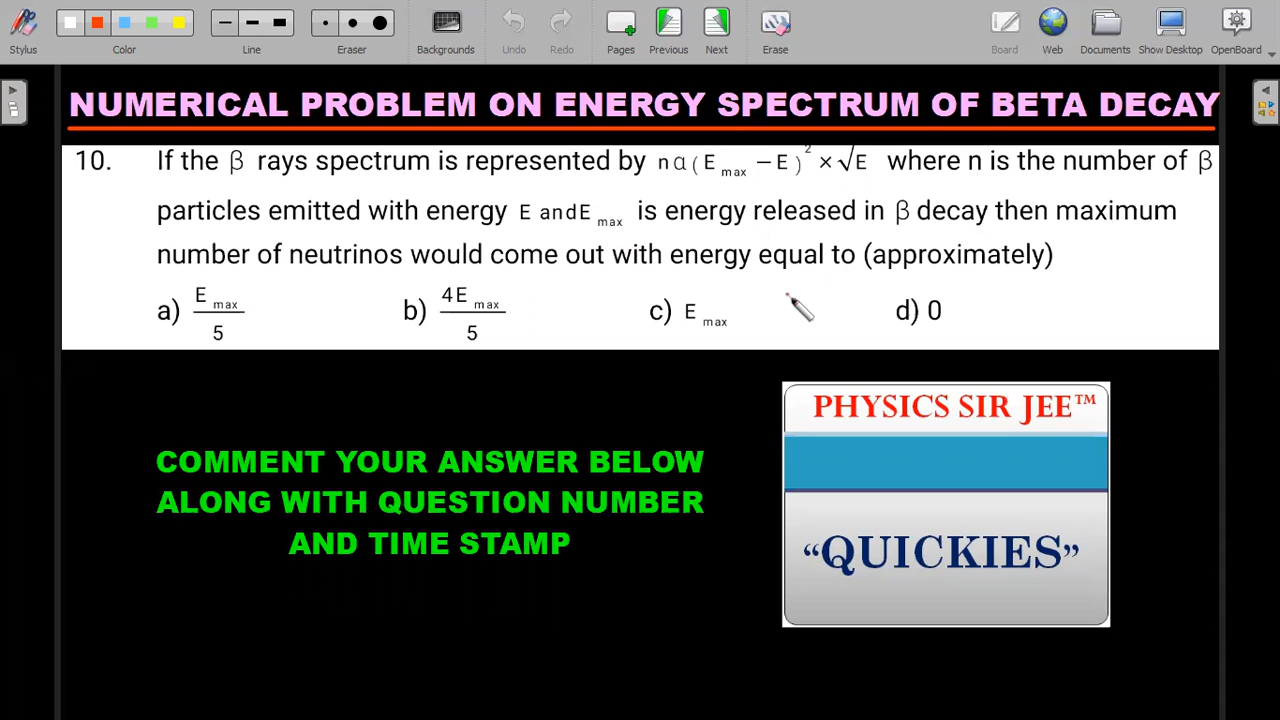 Stylus Color Line Eraser Backgrounds Undo Redo Pages Previous Next Erase Board Web Documents Show Desktop OpenBoard
NUMERICAL PROBLEM ON ENERGY SPECTRUM OF BETA DECAY
10. If the β rays spectrum is represented by n α (E max − E)² × √E where n is the number of β
particles emitted with energy E and E max is energy released in β decay then maximum
number of neutrinos would come out with energy equal to (approximately)
a) E max / 5 b) 4E max / 5 c) E max d) 0
PHYSICS SIR JEE™
COMMENT YOUR ANSWER BELOW
ALONG WITH QUESTION NUMBER
AND TIME STAMP
“QUICKIES”